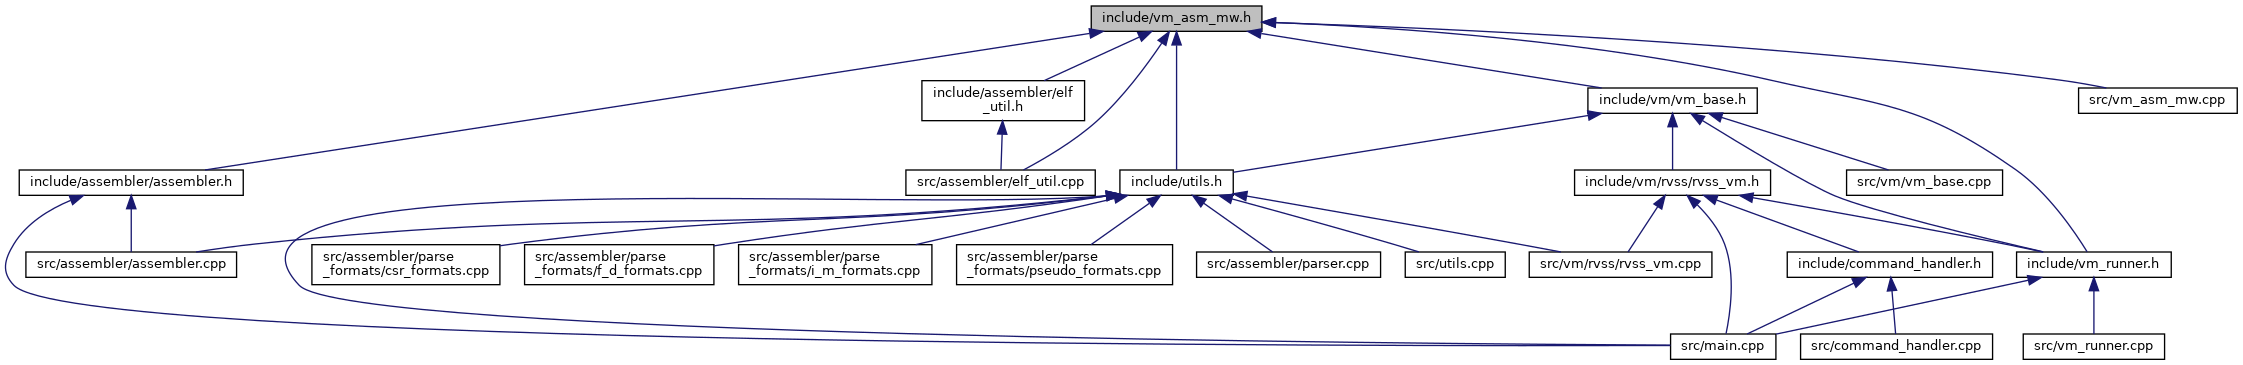 include/vm_asm_mw.h
include/assembler/elf
_util.h
include/vm/vm_base.h
src/vm_asm_mw.cpp
include/assembler/assembler.h
src/assembler/elf_util.cpp
include/utils.h
include/vm/rvss/rvss_vm.h
src/vm/vm_base.cpp
src/assembler/assembler.cpp
src/assembler/parse
_formats/csr_formats.cpp
src/assembler/parse
_formats/f_d_formats.cpp
src/assembler/parse
_formats/i_m_formats.cpp
src/assembler/parse
_formats/pseudo_formats.cpp
src/assembler/parser.cpp
src/utils.cpp
src/vm/rvss/rvss_vm.cpp
include/command_handler.h
include/vm_runner.h
src/main.cpp
src/command_handler.cpp
src/vm_runner.cpp